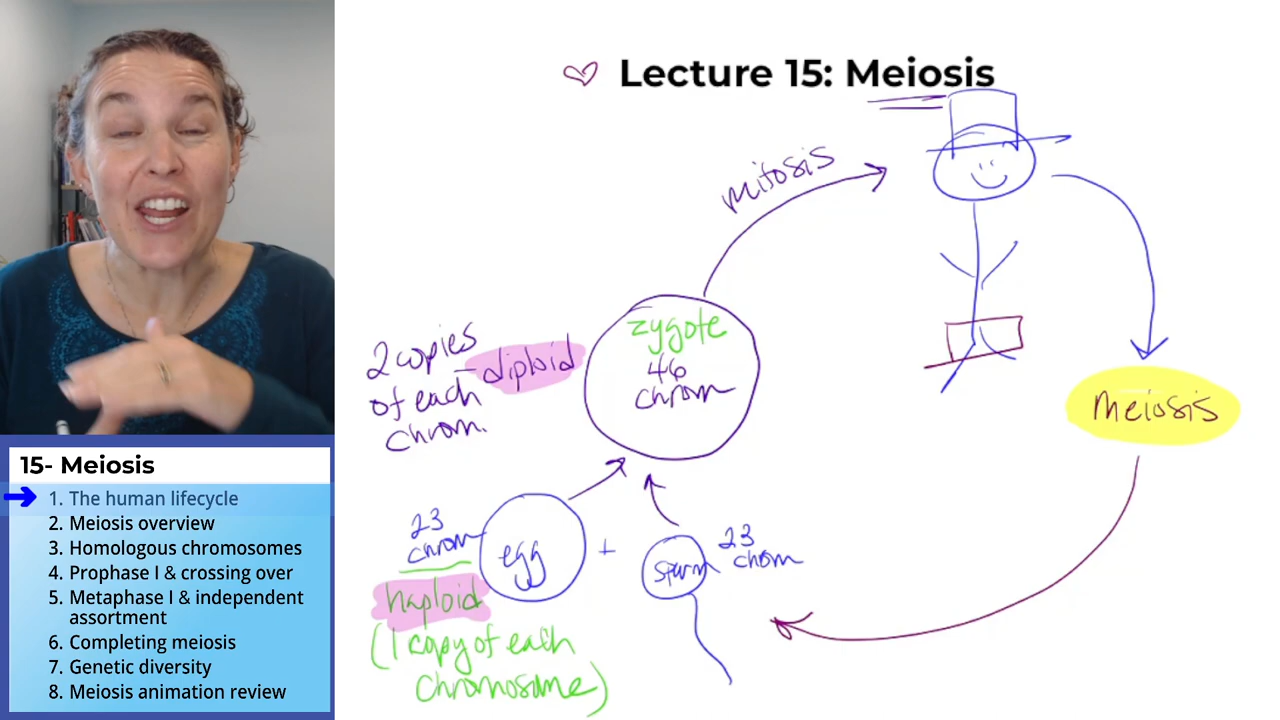 Lecture 15: Meiosis
mitosis
zygote
46
chrom
2 copies
of each
chrom.
- diploid
meiosis
23
chrom
egg
+
sperm
23
chom
haploid
(1 copy of each
chromosome)
15- Meiosis
1. The human lifecycle
2. Meiosis overview
3. Homologous chromosomes
4. Prophase I & crossing over
5. Metaphase I & independent
assortment
6. Completing meiosis
7. Genetic diversity
8. Meiosis animation review